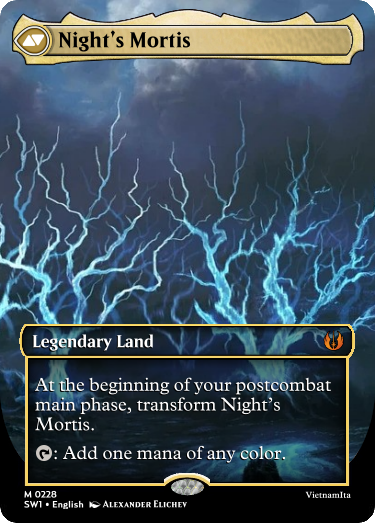 Night's Mortis
Legendary Land
At the beginning of your postcombat
main phase, transform Night's
Mortis.
: Add one mana of any color.
M 0228
SW1 • English Alexander Elichev
VietnamIta